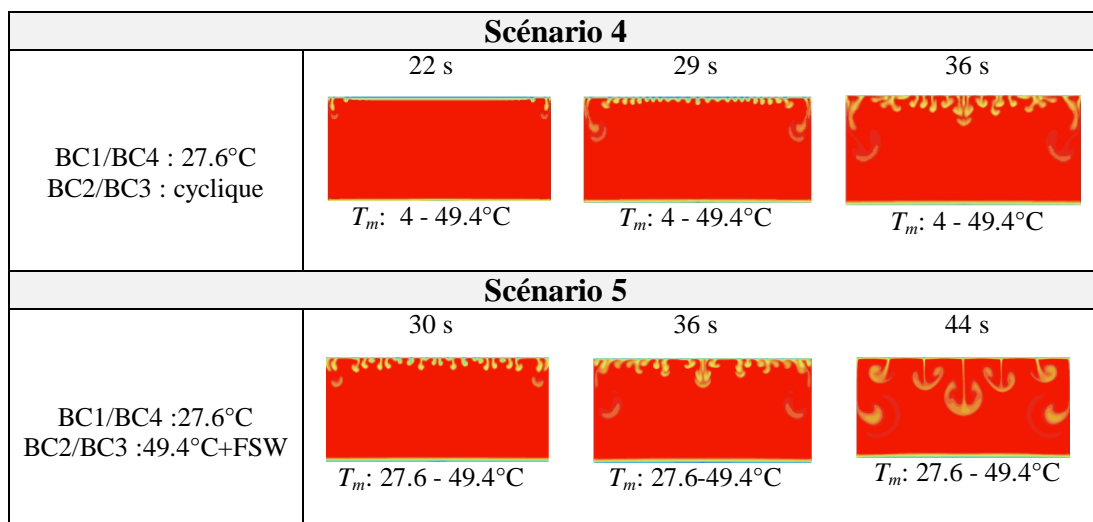 Scénario 4
22 s 29 s 36 s
BC1/BC4 : 27.6°C
BC2/BC3 : cyclique
Tm: 4 - 49.4°C Tm: 4 - 49.4°C Tm: 4 - 49.4°C
Scénario 5
30 s 36 s 44 s
BC1/BC4 :27.6°C
BC2/BC3 :49.4°C+FSW
Tm: 27.6 - 49.4°C Tm: 27.6-49.4°C Tm: 27.6 - 49.4°C